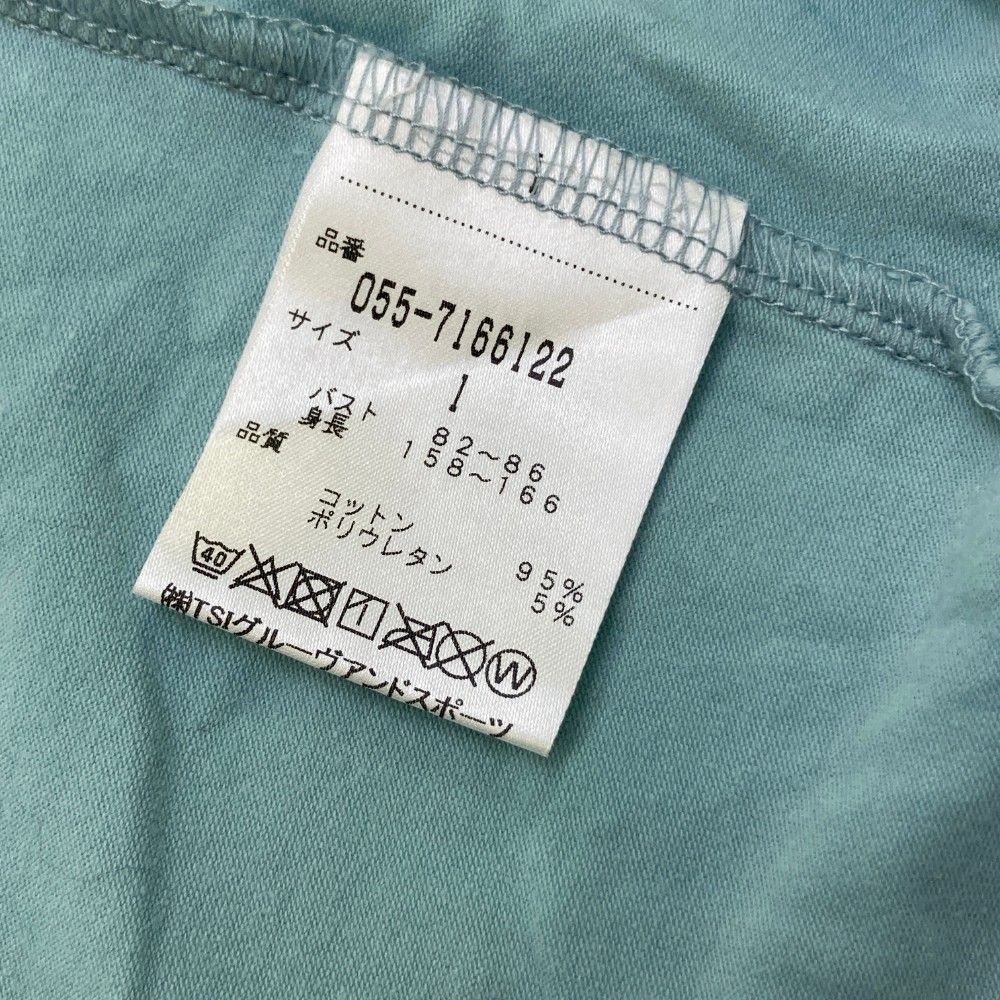 品番
055-7166122
サイズ 1
バスト 82～86
身長 158～166
品質
コットン 95%
ポリウレタン 5%
40 W
㈱TSIグルーヴアンドスポーツ